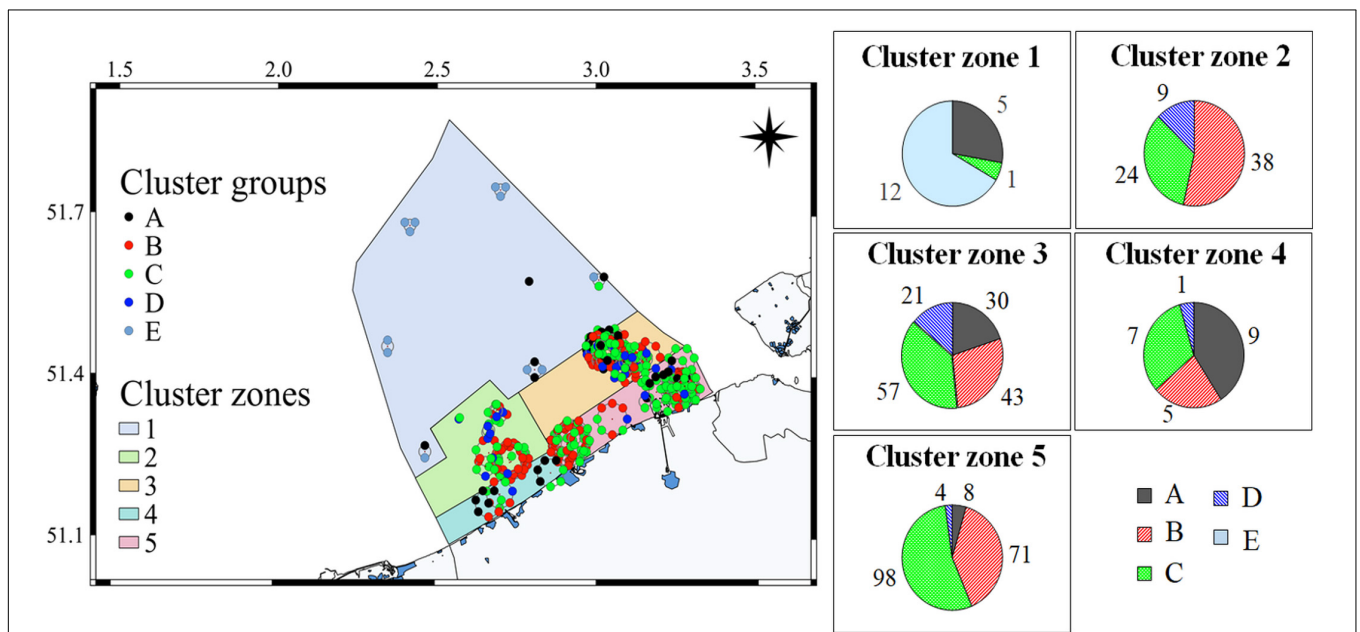 1.5 2.0 2.5 3.0 3.5
51.7
51.4
51.1
Cluster groups
A
B
C
D
E
Cluster zones
1
2
3
4
5
Cluster zone 1
5
1
12
Cluster zone 2
9
38
24
Cluster zone 3
21
30
57
43
Cluster zone 4
1
9
7
5
Cluster zone 5
4
8
71
98
A
B
C
D
E